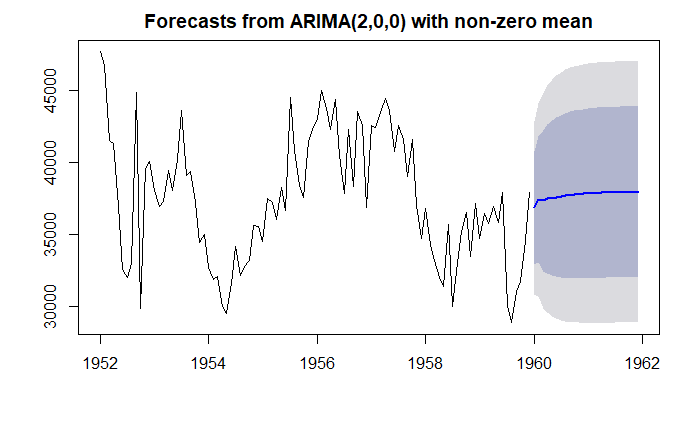 Forecasts from ARIMA(2,0,0) with non-zero mean
45000
40000
35000
30000
1952 1954 1956 1958 1960 1962